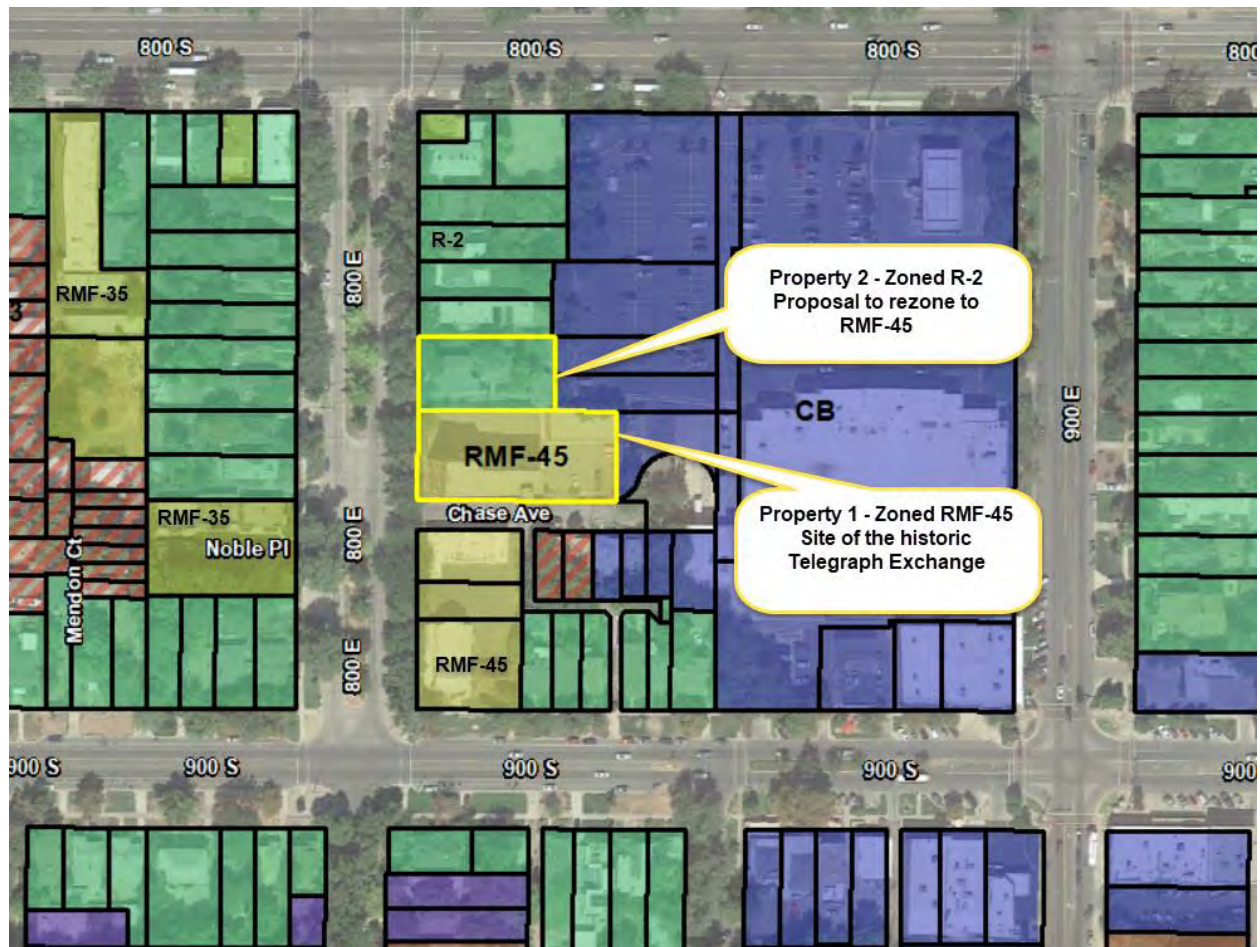 800 S
800 S
800 S
800
R-2
800 E
RMF-35
3
Property 2 - Zoned R-2
Proposal to rezone to
RMF-45
CB
900 E
RMF-45
Chase Ave
Property 1 - Zoned RMF-45
Site of the historic
Telegraph Exchange
RMF-35
Noble Pl
800 E
Mendon Ct
800 E
RMF-45
900 S
900 S
900 S
900 S
900